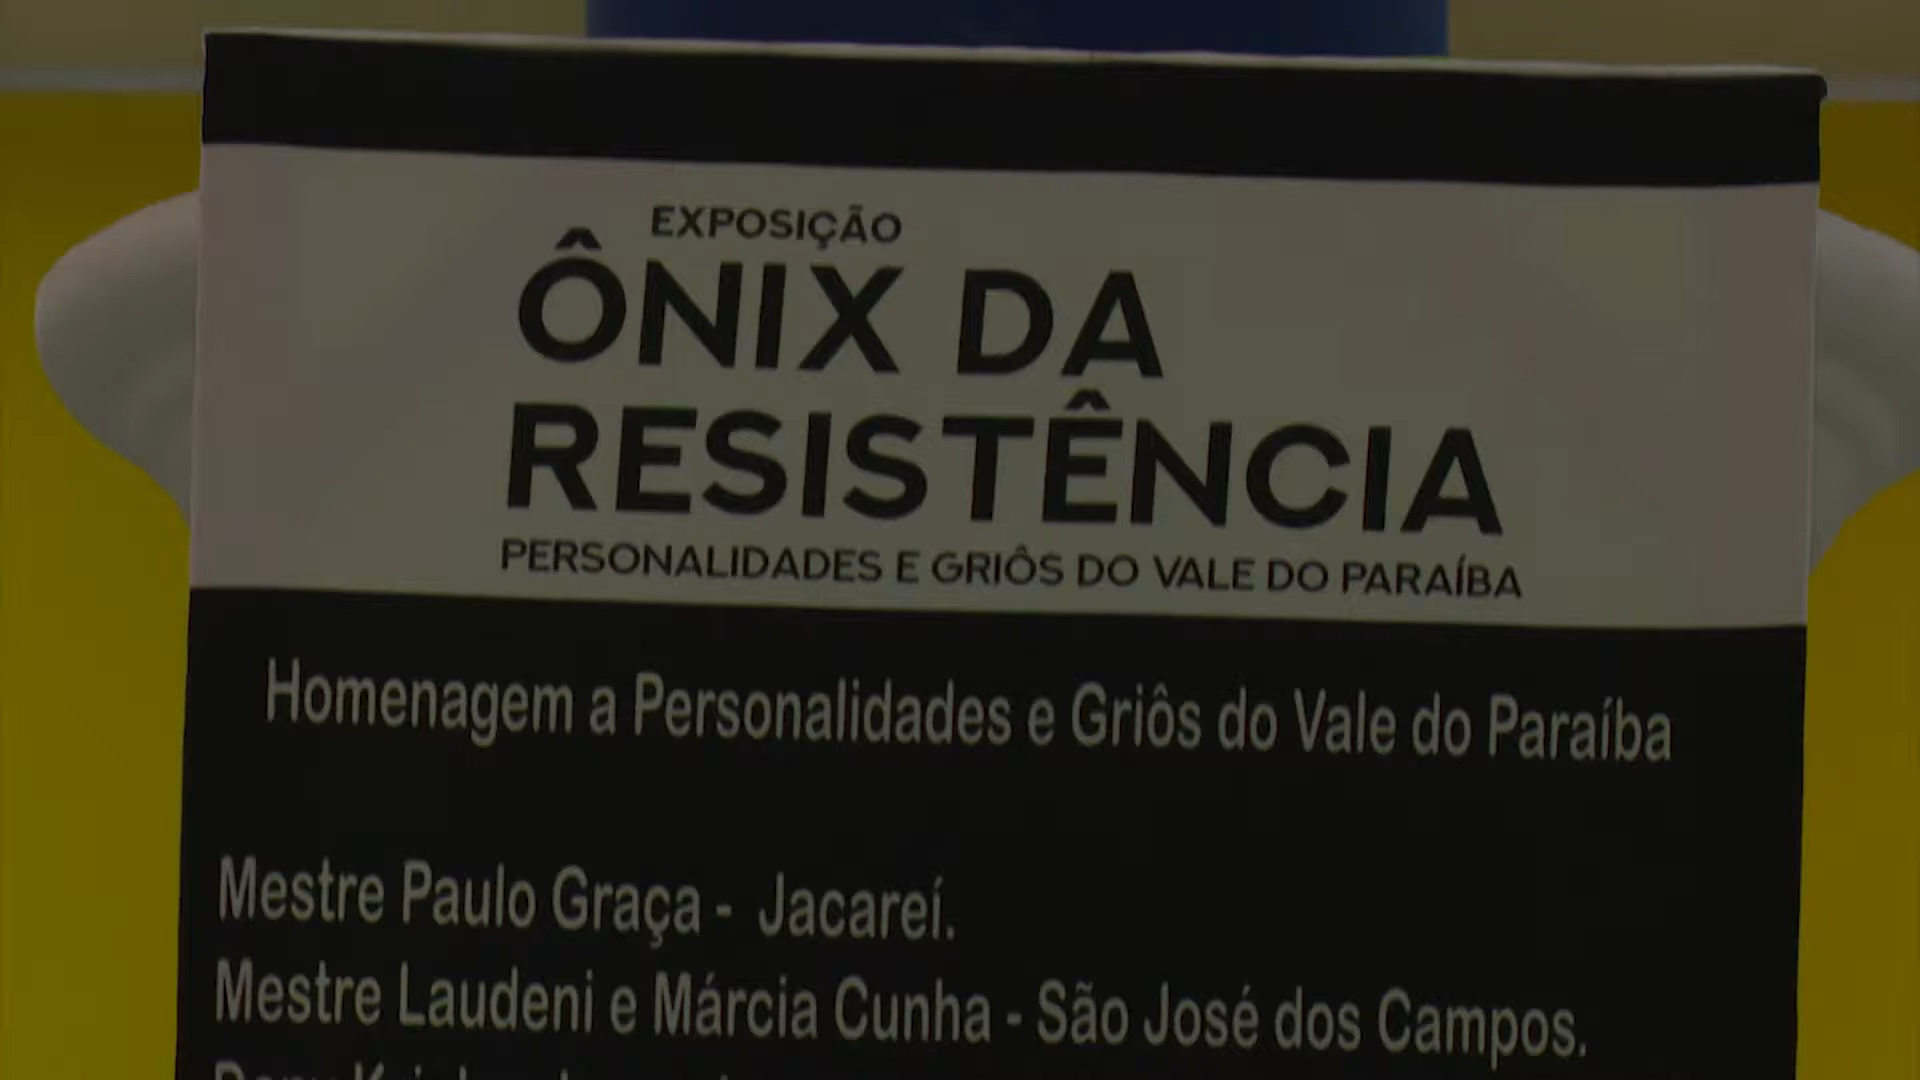 EXPOSIÇÃO
ÔNIX DA
RESISTÊNCIA
PERSONALIDADES E GRIÔS DO VALE DO PARAÍBA
Homenagem a Personalidades e Griôs do Vale do Paraíba
Mestre Paulo Graça - Jacareí.
Mestre Laudeni e Márcia Cunha - São José dos Campos.